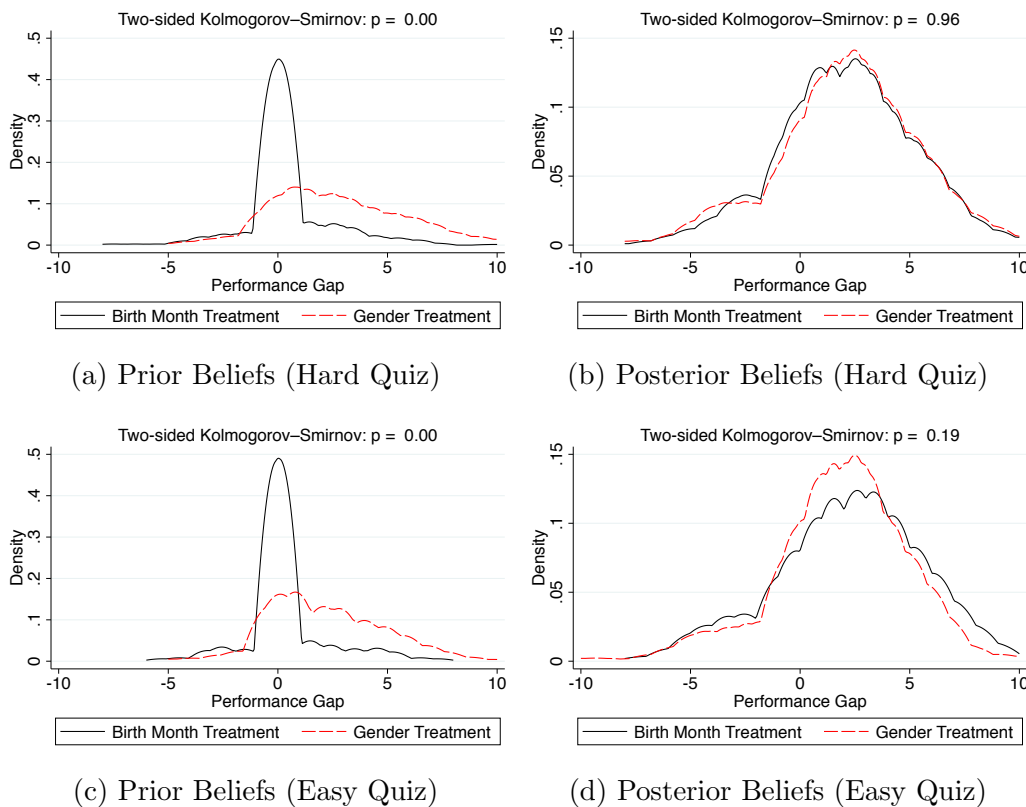 Two-sided Kolmogorov–Smirnov: p = 0.00
Density
0 .1 .2 .3 .4 .5
-10 -5 0 5 10
Performance Gap
Birth Month Treatment Gender Treatment
(a) Prior Beliefs (Hard Quiz)
Two-sided Kolmogorov–Smirnov: p = 0.96
Density
0 .05 .1 .15
-10 -5 0 5 10
Performance Gap
Birth Month Treatment Gender Treatment
(b) Posterior Beliefs (Hard Quiz)
Two-sided Kolmogorov–Smirnov: p = 0.00
Density
0 .1 .2 .3 .4 .5
-10 -5 0 5 10
Performance Gap
Birth Month Treatment Gender Treatment
(c) Prior Beliefs (Easy Quiz)
Two-sided Kolmogorov–Smirnov: p = 0.19
Density
0 .05 .1 .15
-10 -5 0 5 10
Performance Gap
Birth Month Treatment Gender Treatment
(d) Posterior Beliefs (Easy Quiz)